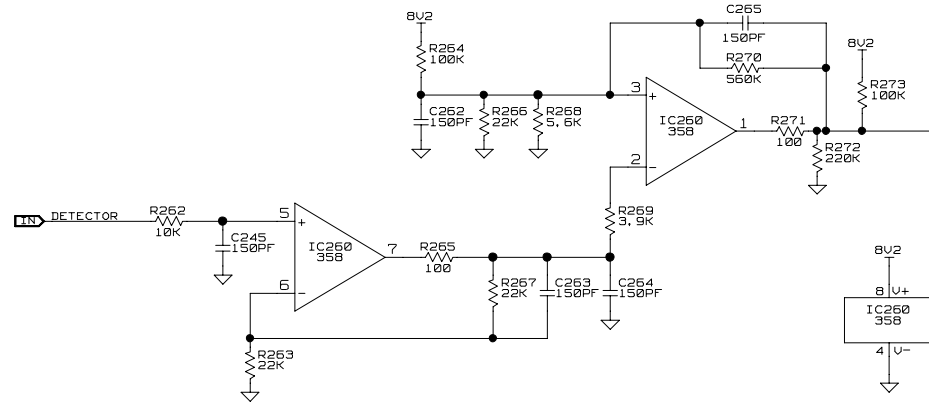 C265
150PF
8V2
R264
100K
R270
560K
8V2
R273
100K
C262
150PF
R266
22K
R268
5,6K
3
+
IC260
358
1
R271
100
2
−
R272
220K
IN DETECTOR
R262
10K
C245
150PF
5
+
IC260
358
7
6
−
R265
100
R269
3,9K
R267
22K
C263
150PF
C264
150PF
R263
22K
8V2
8 V+
IC260
358
4 V-